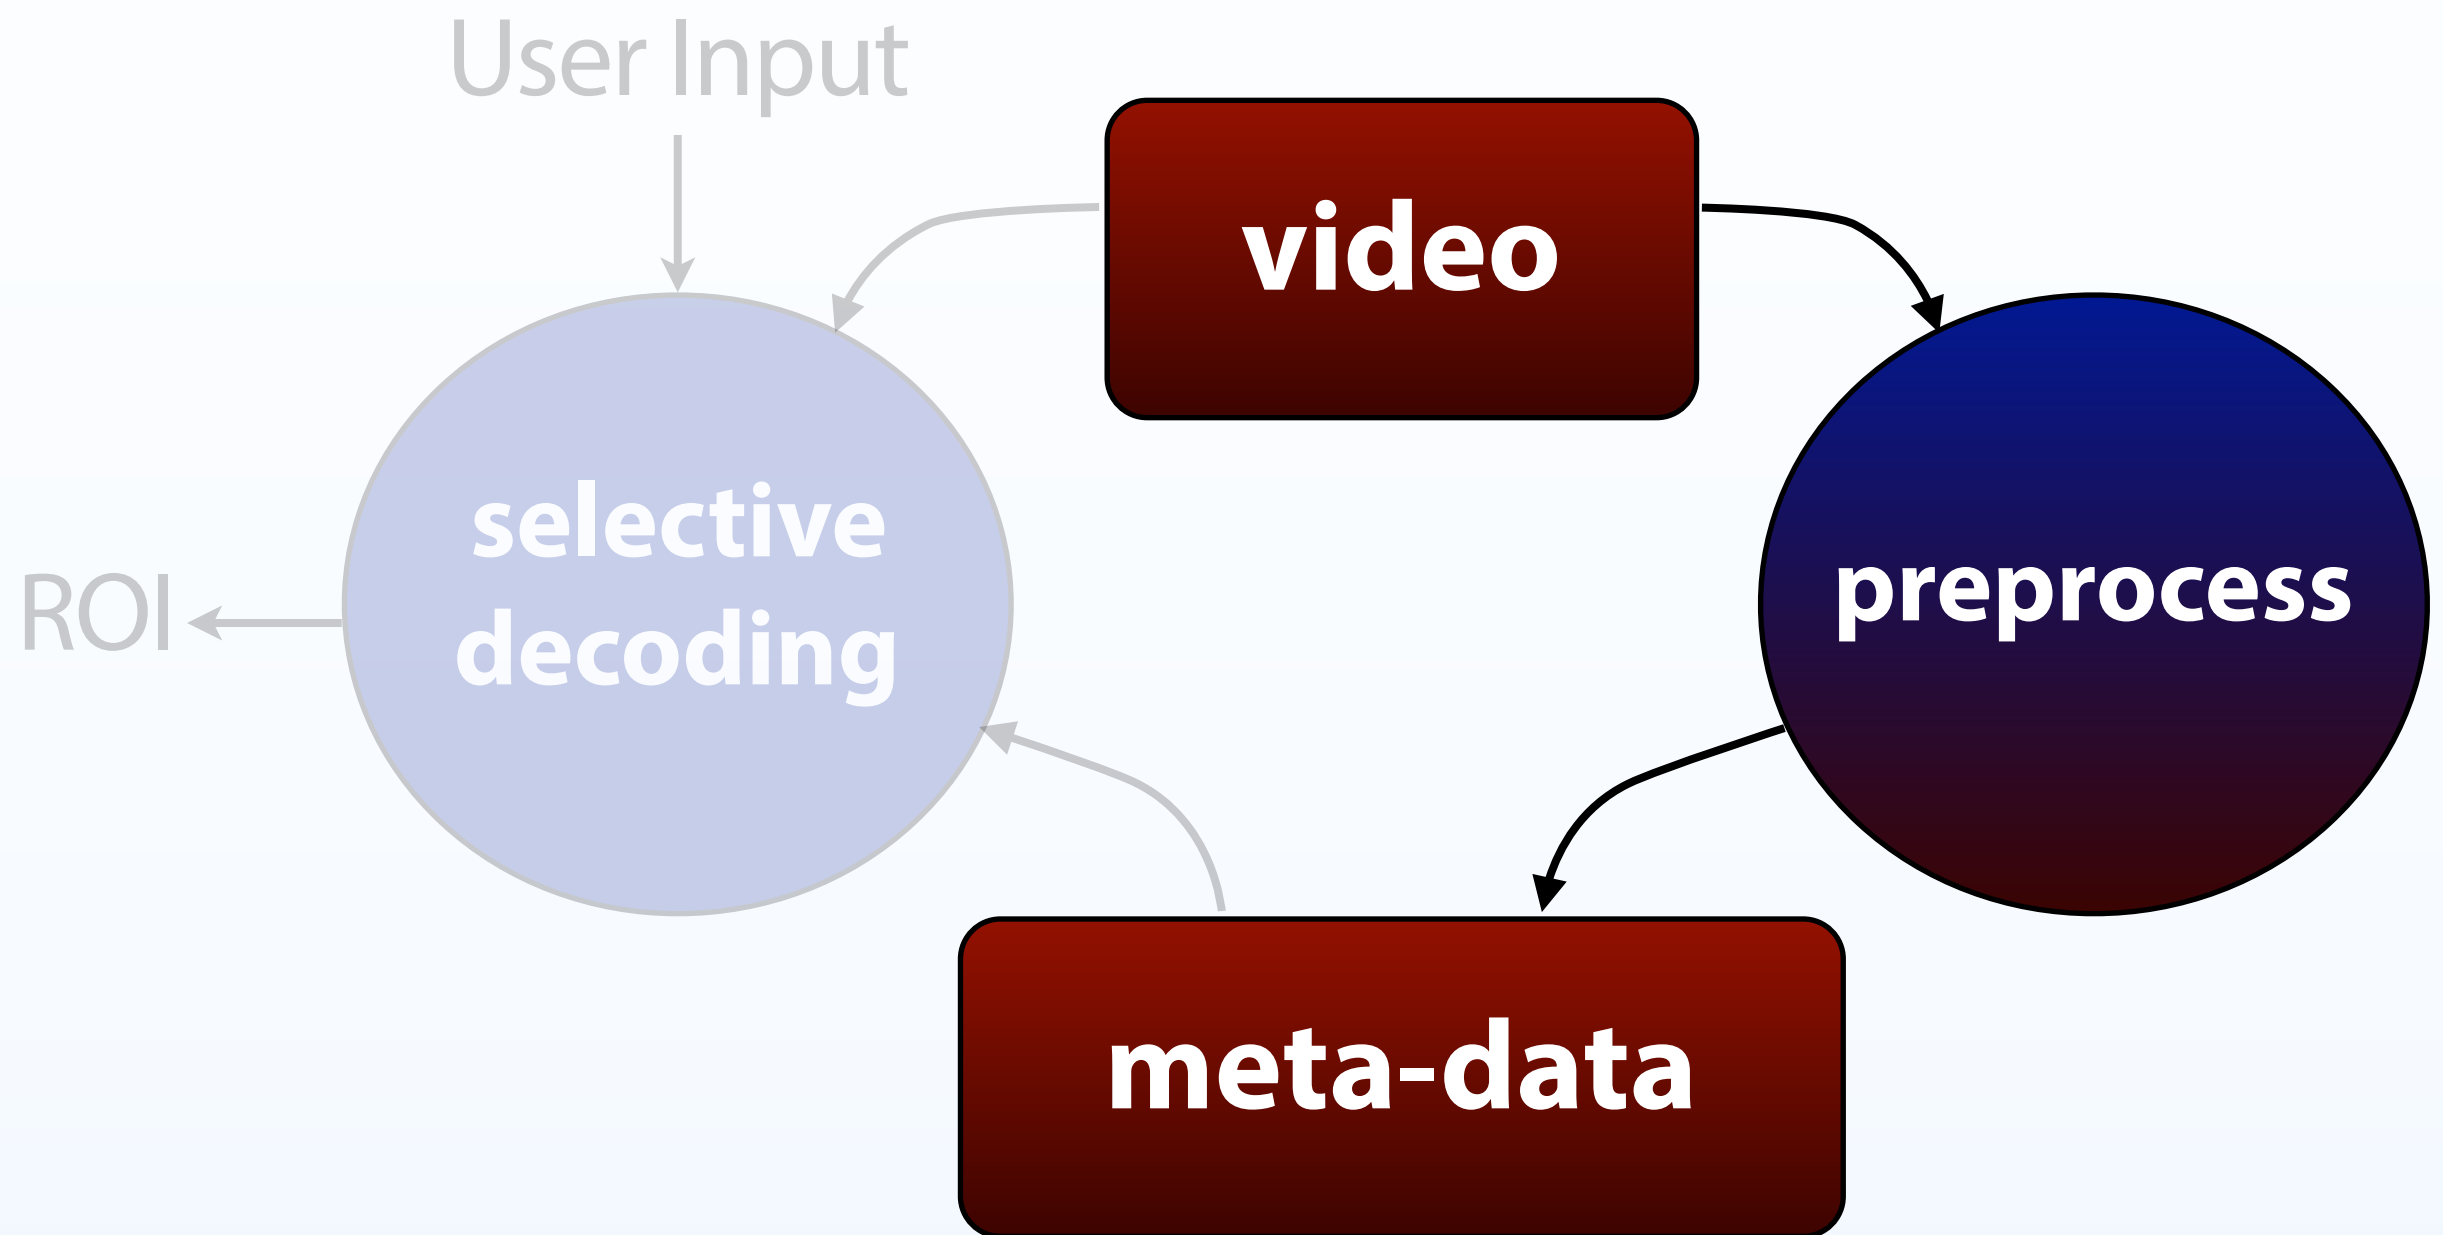 User Input
video
selective
decoding
ROI
preprocess
meta-data